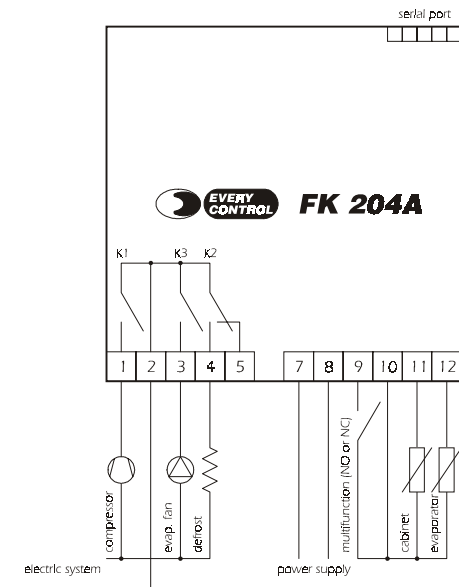 serial port
EVERY
CONTROL
FK 204A
K1 K3 K2
1 2 3 4 5 7 8 9 10 11 12
compressor
evap. fan
defrost
multifunction (NO or NC)
cabinet
evaporator
electric system
power supply